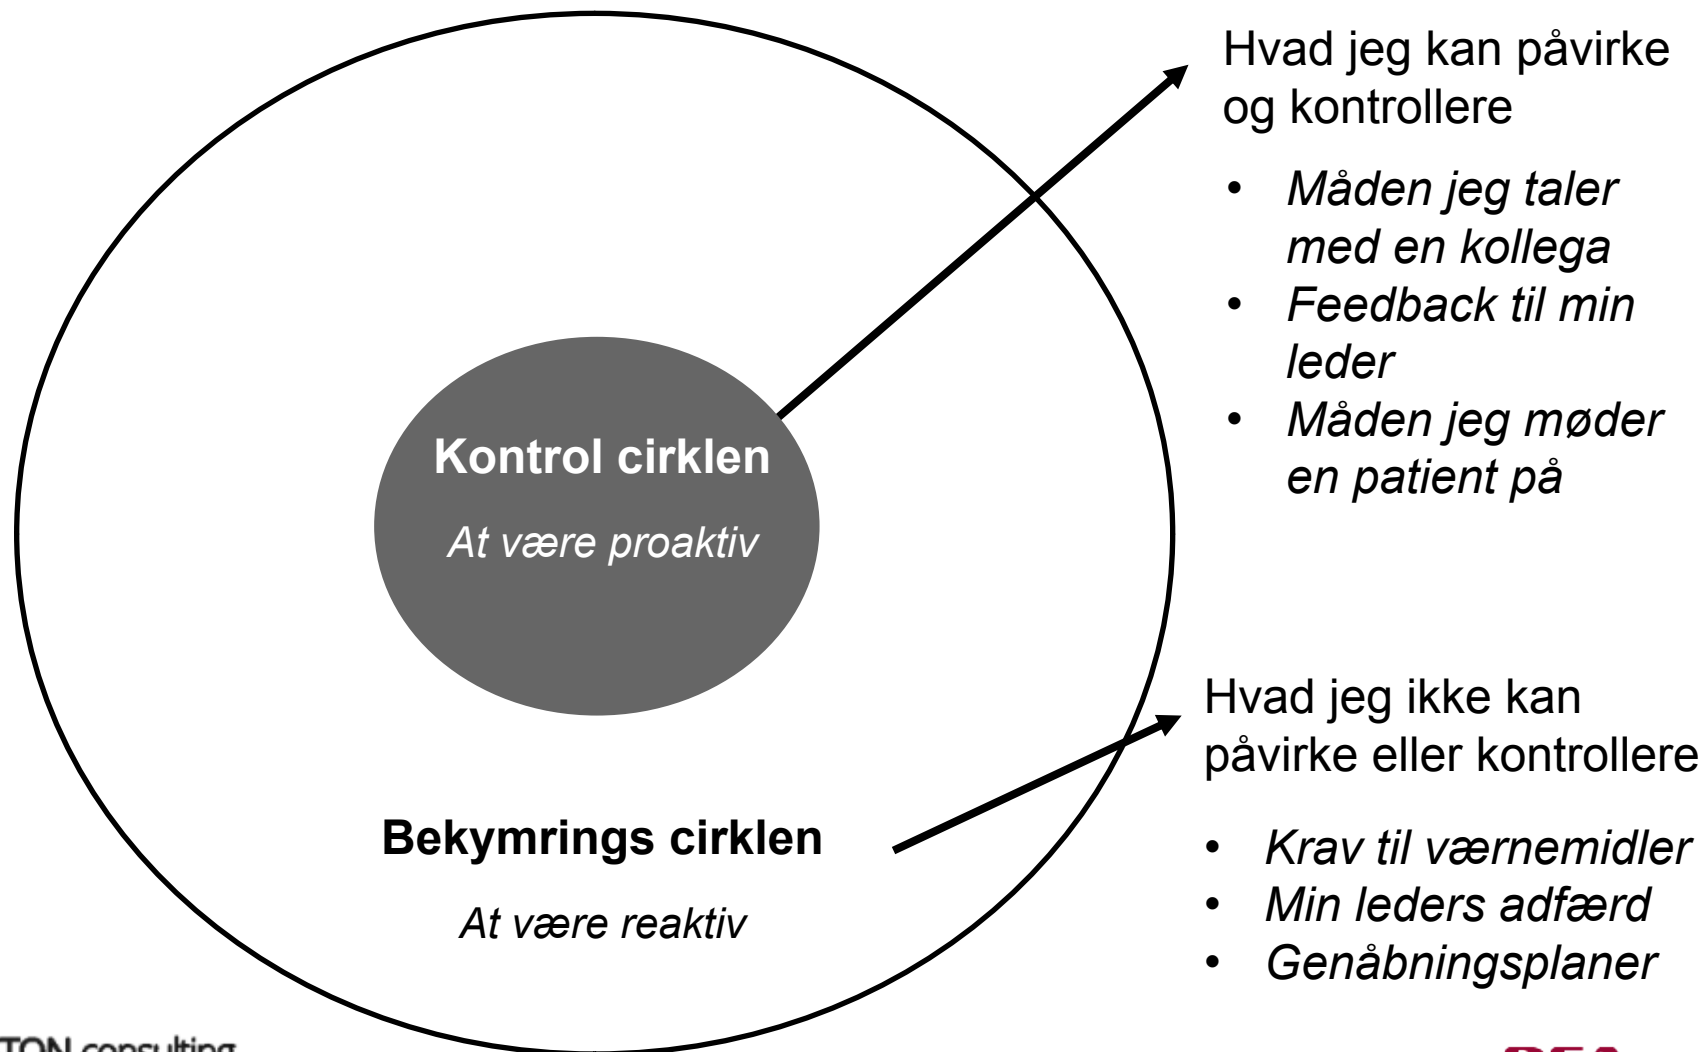 Hvad jeg kan påvirke
og kontrollere
• Måden jeg taler
med en kollega
• Feedback til min
leder
• Måden jeg møder
en patient på
Kontrol cirklen
At være proaktiv
Hvad jeg ikke kan
påvirke eller kontrollere
• Krav til værnemidler
• Min leders adfærd
• Genåbningsplaner
Bekymrings cirklen
At være reaktiv
consulting